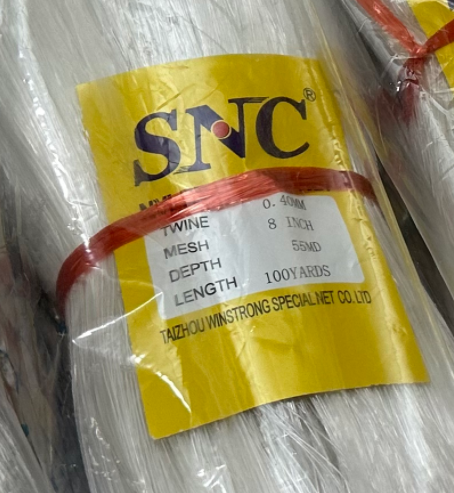 SNC®
TWINE 0.40MM
MESH 8 INCH
DEPTH 55MD
LENGTH 100YARDS
TAIZHOU WINSTRONG SPECIAL NET CO. LTD